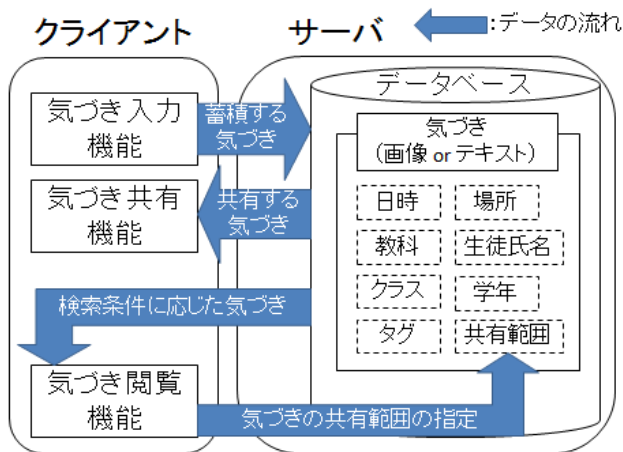 クライアント
サーバ
:データの流れ
データベース
気づき入力
機能
蓄積する
気づき
気づき
(画像 or テキスト)
気づき共有
機能
共有する
気づき
日時
場所
教科
生徒氏名
クラス
学年
タグ
共有範囲
検索条件に応じた気づき
気づき閲覧
機能
気づきの共有範囲の指定